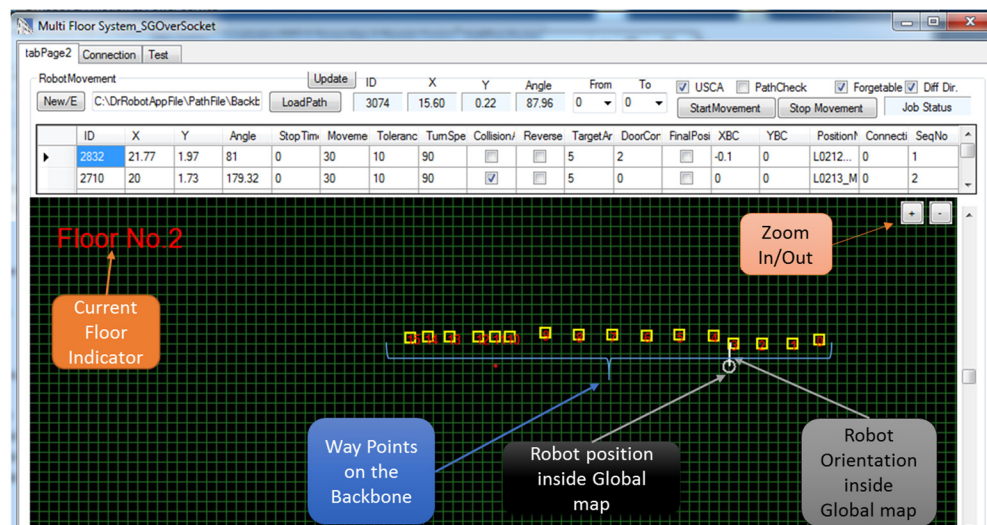 Multi Floor System_SGOverSocket
tabPage2 Connection Test
RobotMovement Update ID X Y Angle From To USCA PathCheck Forgetable Diff Dir.
New/E C:\DrRobotAppFile\PathFile\Backb LoadPath 3074 15.60 0.22 87.96 0 0 StartMovement Stop Movement Job Status
ID X Y Angle StopTim Moveme Toleranc TurnSpe Collision/ Reverse TargetAr DoorCor FinalPosi XBC YBC Position Connecti SeqNo
2832 21.77 1.97 81 0 30 10 90 5 2 -0.1 0 L0212... 0 1
2710 20 1.73 179.32 0 30 10 90 5 0 0 0 L0213_M 0 2
+ -
Floor No.2
Zoom
In/Out
Current
Floor
Indicator
Way Points
on the
Backbone
Robot position
inside Global
map
Robot
Orientation
inside
Global map